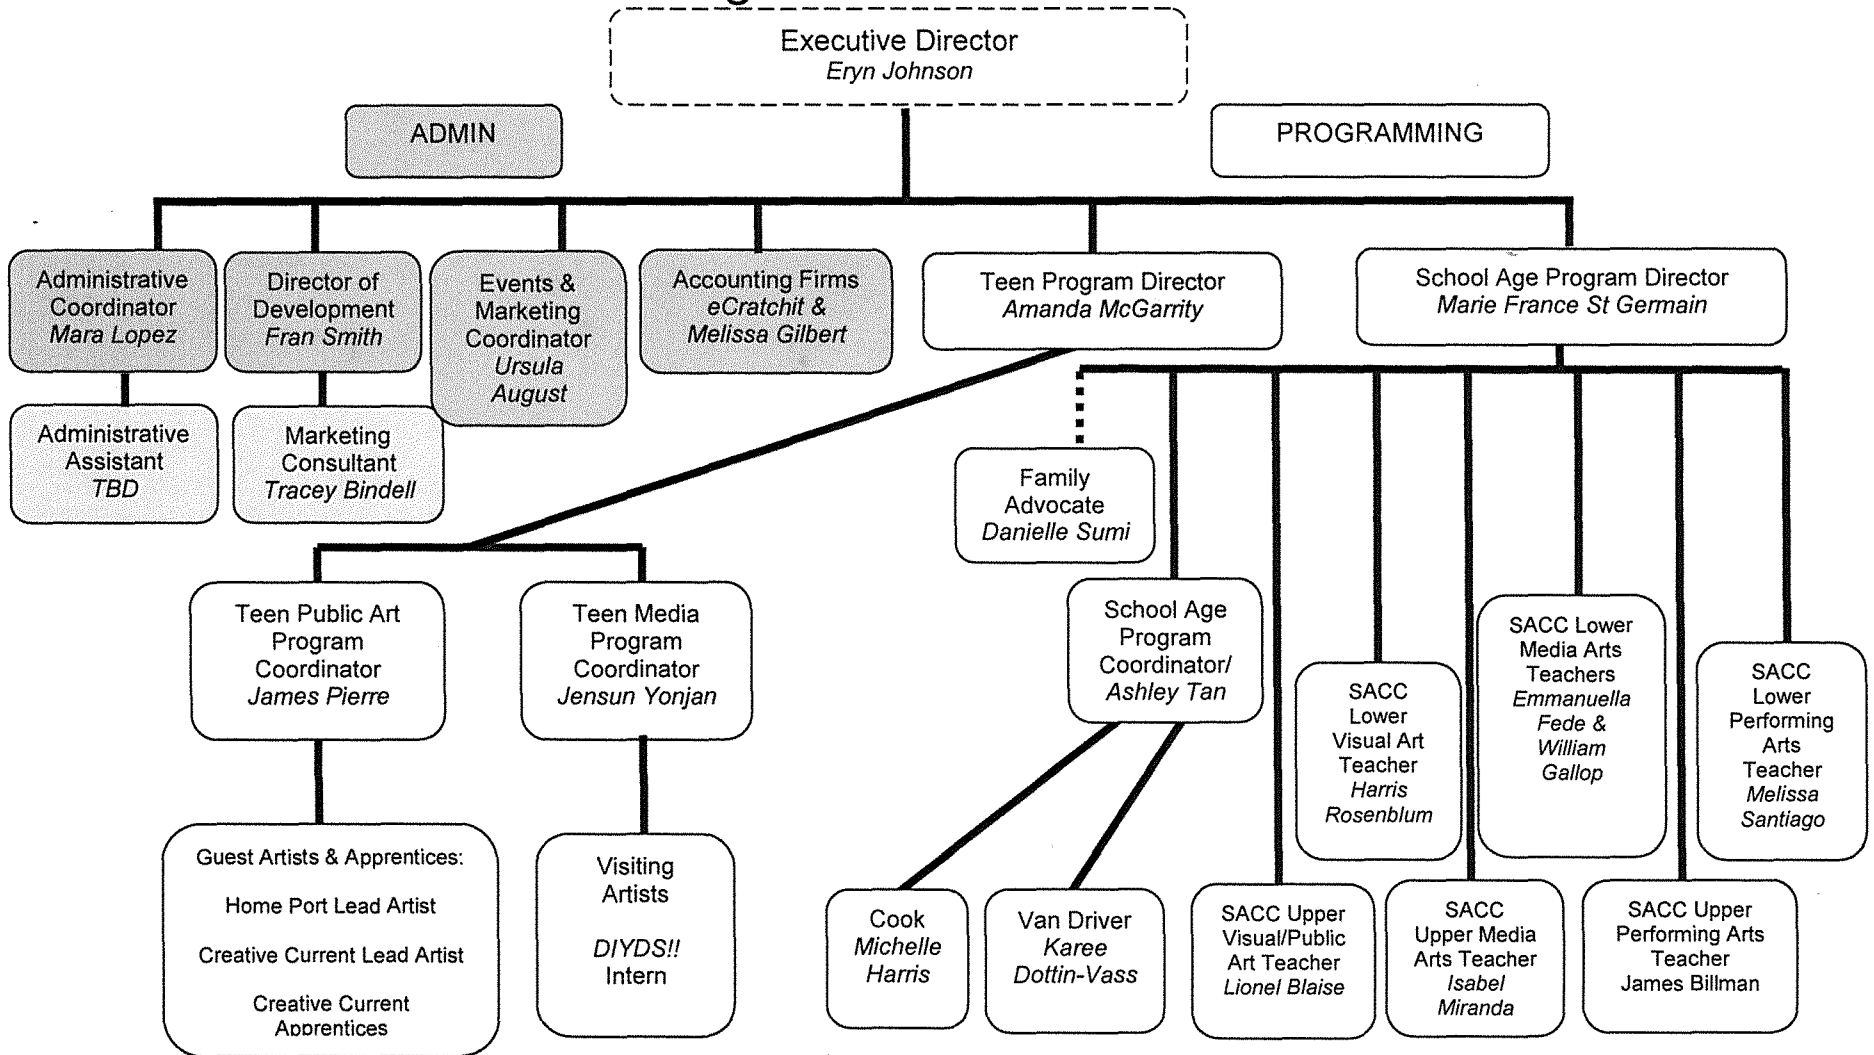 Executive Director
Eryn Johnson
ADMIN
PROGRAMMING
Administrative
Coordinator
Mara Lopez
Director of
Development
Fran Smith
Events &
Marketing
Coordinator
Ursula
August
Accounting Firms
eCratchit &
Melissa Gilbert
Teen Program Director
Amanda McGarrity
School Age Program Director
Marie France St Germain
Administrative
Assistant
TBD
Marketing
Consultant
Tracey Bindell
Family
Advocate
Danielle Sumi
Teen Public Art
Program
Coordinator
James Pierre
Teen Media
Program
Coordinator
Jensun Yonjan
School Age
Program
Coordinator/
Ashley Tan
SACC
Lower
Visual Art
Teacher
Harris
Rosenblum
SACC Lower
Media Arts
Teachers
Emmanuella
Fede &
William
Gallop
SACC
Lower
Performing
Arts
Teacher
Melissa
Santiago
Guest Artists & Apprentices:
Home Port Lead Artist
Creative Current Lead Artist
Creative Current
Apprentices
Visiting
Artists
DIYDS!!
Intern
Cook
Michelle
Harris
Van Driver
Karee
Dottin-Vass
SACC Upper
Visual/Public
Art Teacher
Lionel Blaise
SACC
Upper Media
Arts Teacher
Isabel
Miranda
SACC Upper
Performing Arts
Teacher
James Billman